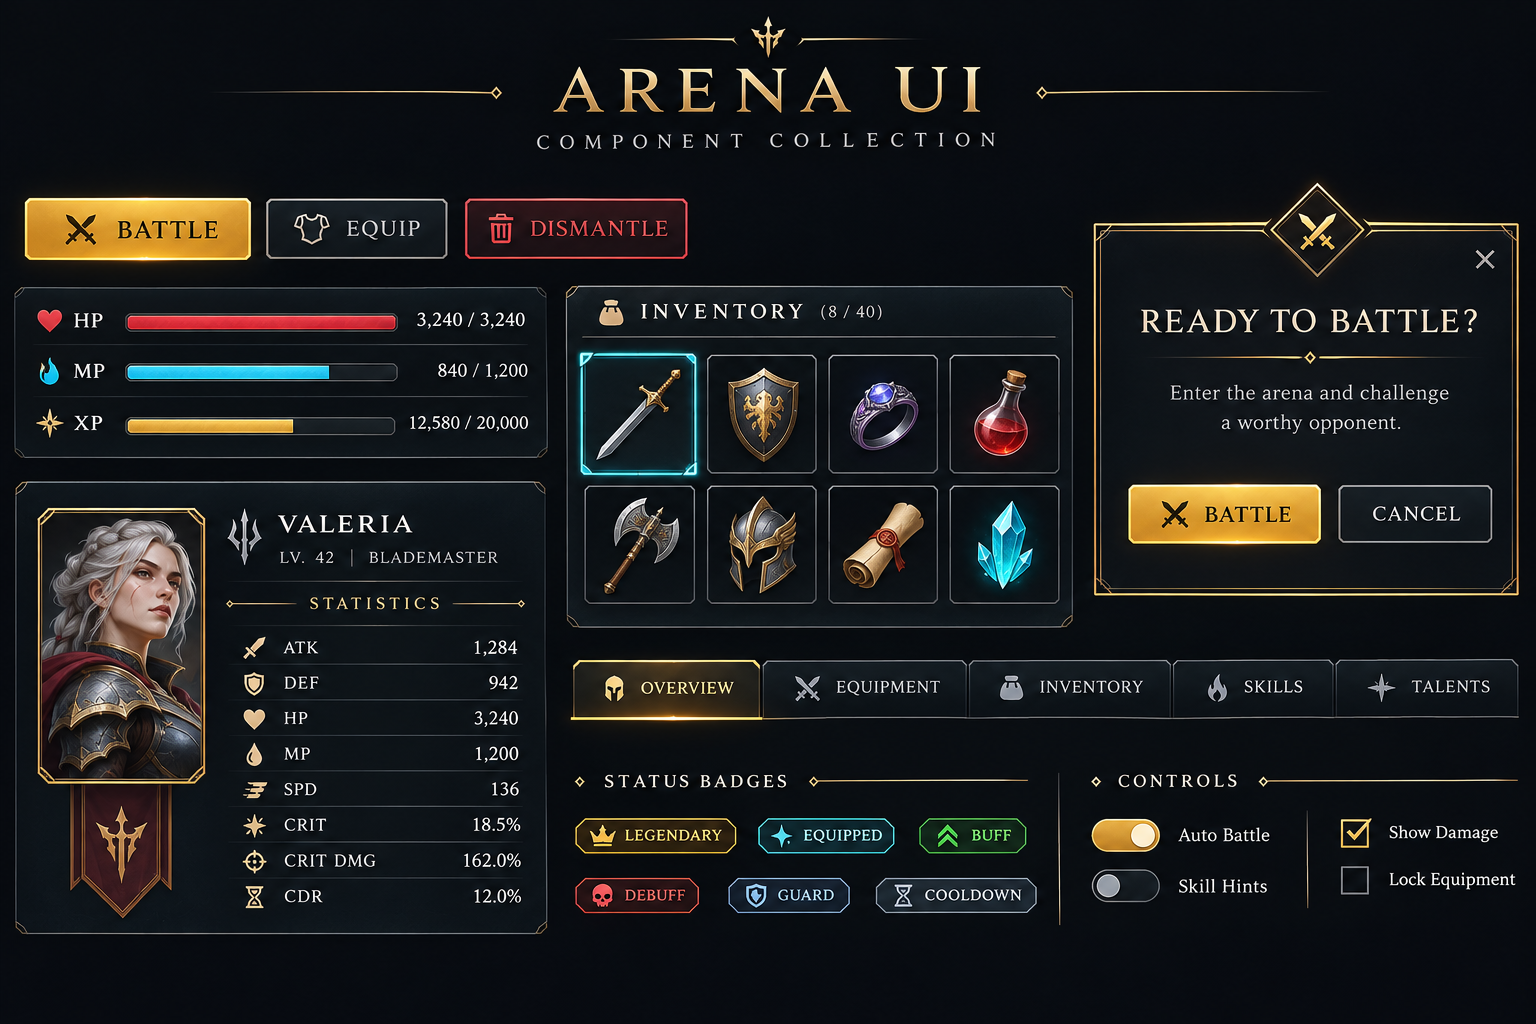 ARENA UI
COMPONENT COLLECTION
BATTLE
EQUIP
DISMANTLE
HP
3,240 / 3,240
MP
840 / 1,200
XP
12,580 / 20,000
VALERIA
LV. 42 | BLADEMASTER
STATISTICS
ATK 1,284
DEF 942
HP 3,240
MP 1,200
SPD 136
CRIT 18.5%
CRIT DMG 162.0%
CDR 12.0%
INVENTORY (8 / 40)
READY TO BATTLE?
Enter the arena and challenge
a worthy opponent.
BATTLE
CANCEL
OVERVIEW
EQUIPMENT
INVENTORY
SKILLS
TALENTS
STATUS BADGES
LEGENDARY
EQUIPPED
BUFF
DEBUFF
GUARD
COOLDOWN
CONTROLS
Auto Battle
Skill Hints
Show Damage
Lock Equipment